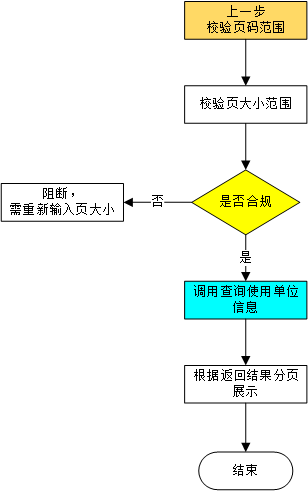 上一步
校验页码范围
校验页大小范围
是否合规
否
阻断，
需重新输入页大小
是
调用查询使用单位
信息
根据返回结果分页
展示
结束